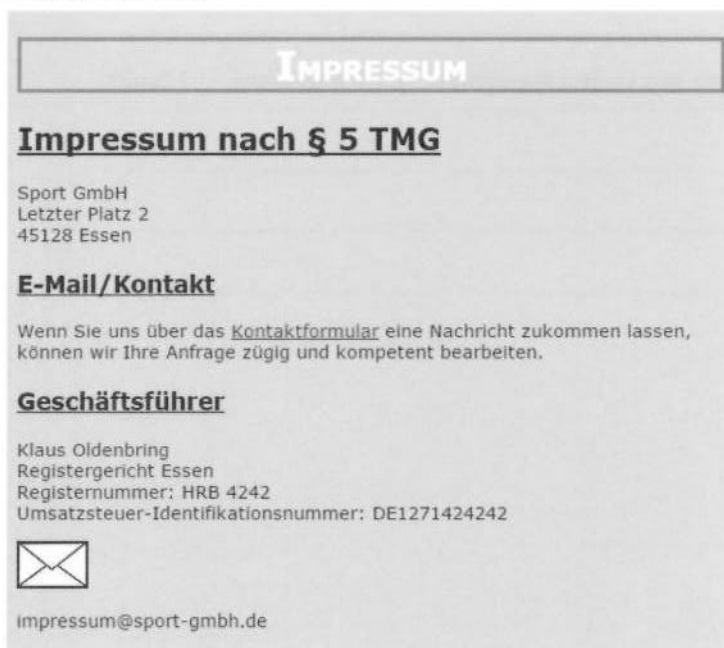 IMPRESSUM
Impressum nach § 5 TMG
Sport GmbH
Letzter Platz 2
45128 Essen
E-Mail/Kontakt
Wenn Sie uns über das Kontaktformular eine Nachricht zukommen lassen,
können wir Ihre Anfrage zügig und kompetent bearbeiten.
Geschäftsführer
Klaus Oldenbring
Registergericht Essen
Registernummer: HRB 4242
Umsatzsteuer-Identifikationsnummer: DE1271424242
impressum@sport-gmbh.de